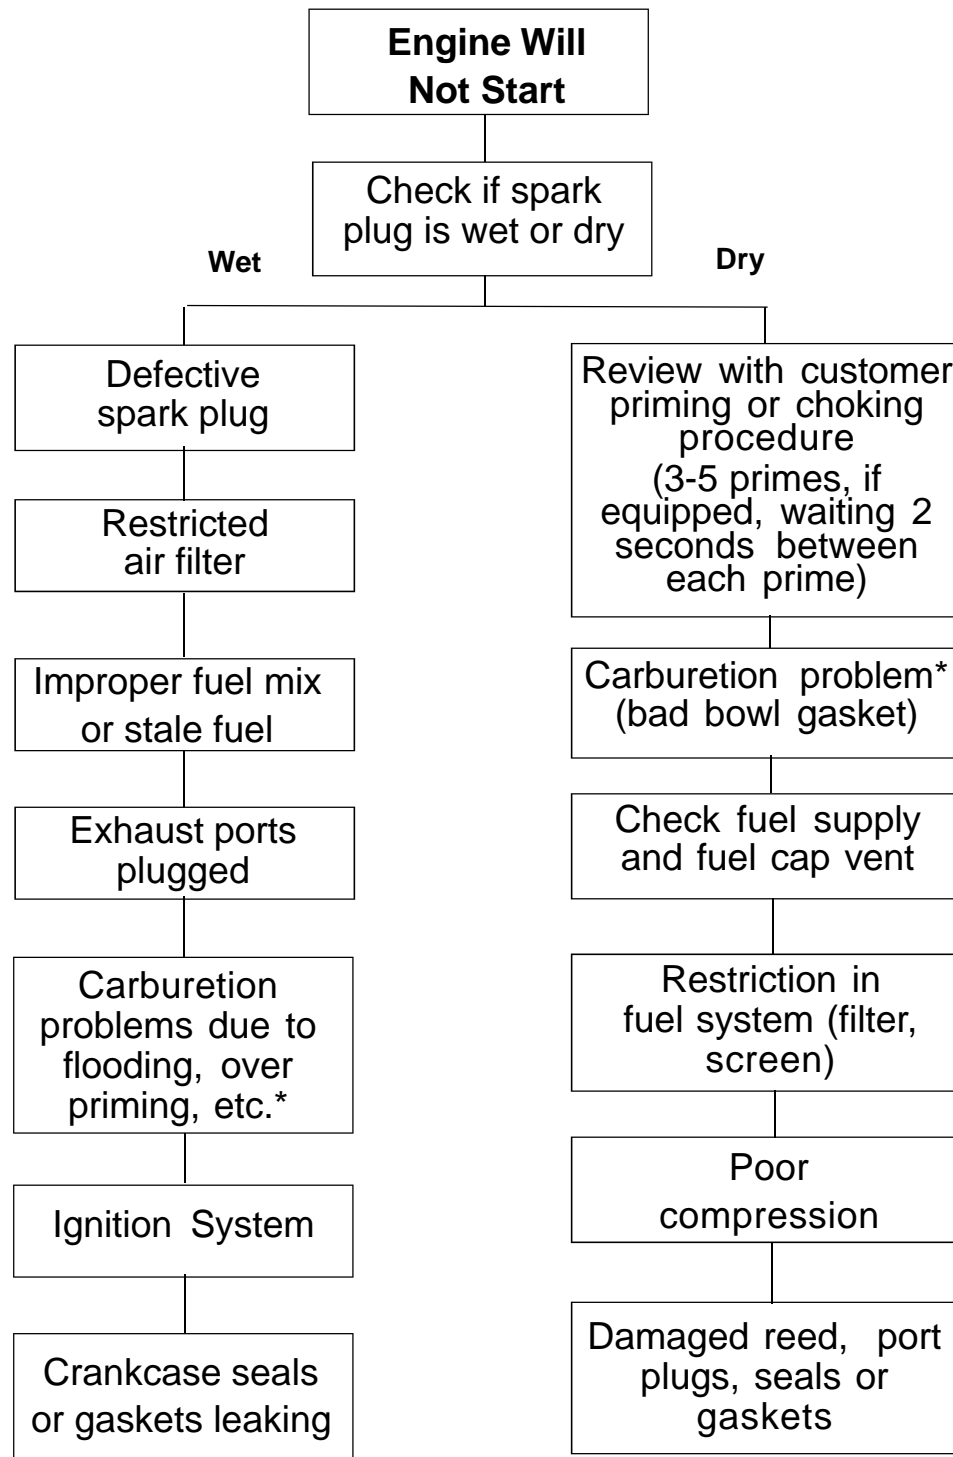 Engine Will
Not Start
Check if spark
plug is wet or dry
Wet
Dry
Defective
spark plug
Restricted
air filter
Improper fuel mix
or stale fuel
Exhaust ports
plugged
Carburetion
problems due to
flooding, over
priming, etc.*
Ignition System
Crankcase seals
or gaskets leaking
Review with customer
priming or choking
procedure
(3-5 primes, if
equipped, waiting 2
seconds between
each prime)
Carburetion problem*
(bad bowl gasket)
Check fuel supply
and fuel cap vent
Restriction in
fuel system (filter,
screen)
Poor
compression
Damaged reed, port
plugs, seals or
gaskets